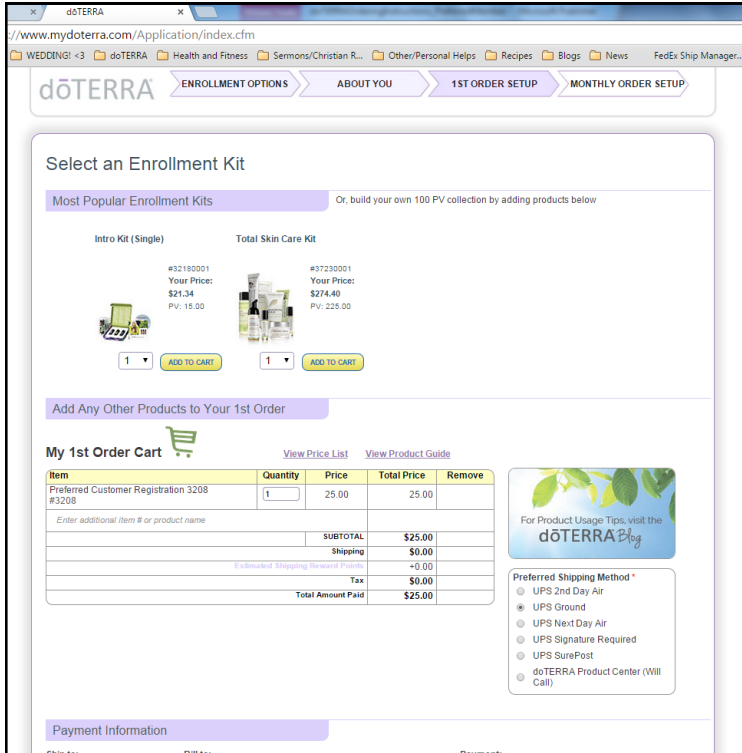 dōTERRA
://www.mydoterra.com/Application/index.cfm
WEDDING! <3 doTERRA Health and Fitness Sermons/Christian R... Other/Personal Helps Recipes Blogs News FedEx Ship Manager...
dōTERRA ENROLLMENT OPTIONS ABOUT YOU 1ST ORDER SETUP MONTHLY ORDER SETUP
Select an Enrollment Kit
Most Popular Enrollment Kits Or, build your own 100 PV collection by adding products below
Intro Kit (Single) Total Skin Care Kit
#32180001 #37230001
Your Price: Your Price:
$21.34 $274.40
PV: 15.00 PV: 225.00
1 ADD TO CART 1 ADD TO CART
Add Any Other Products to Your 1st Order
My 1st Order Cart View Price List View Product Guide
Item Quantity Price Total Price Remove
Preferred Customer Registration 3208
#3208 1 25.00 25.00
Enter additional item # or product name
SUBTOTAL $25.00
Shipping $0.00
Estimated Shipping Reward Points +0.00
Tax $0.00
Total Amount Paid $25.00
For Product Usage Tips, visit the
dōTERRA Blog
Preferred Shipping Method *
UPS 2nd Day Air
UPS Ground
UPS Next Day Air
UPS Signature Required
UPS SurePost
doTERRA Product Center (Will
Call)
Payment Information
Ship to: Bill to: Payment: